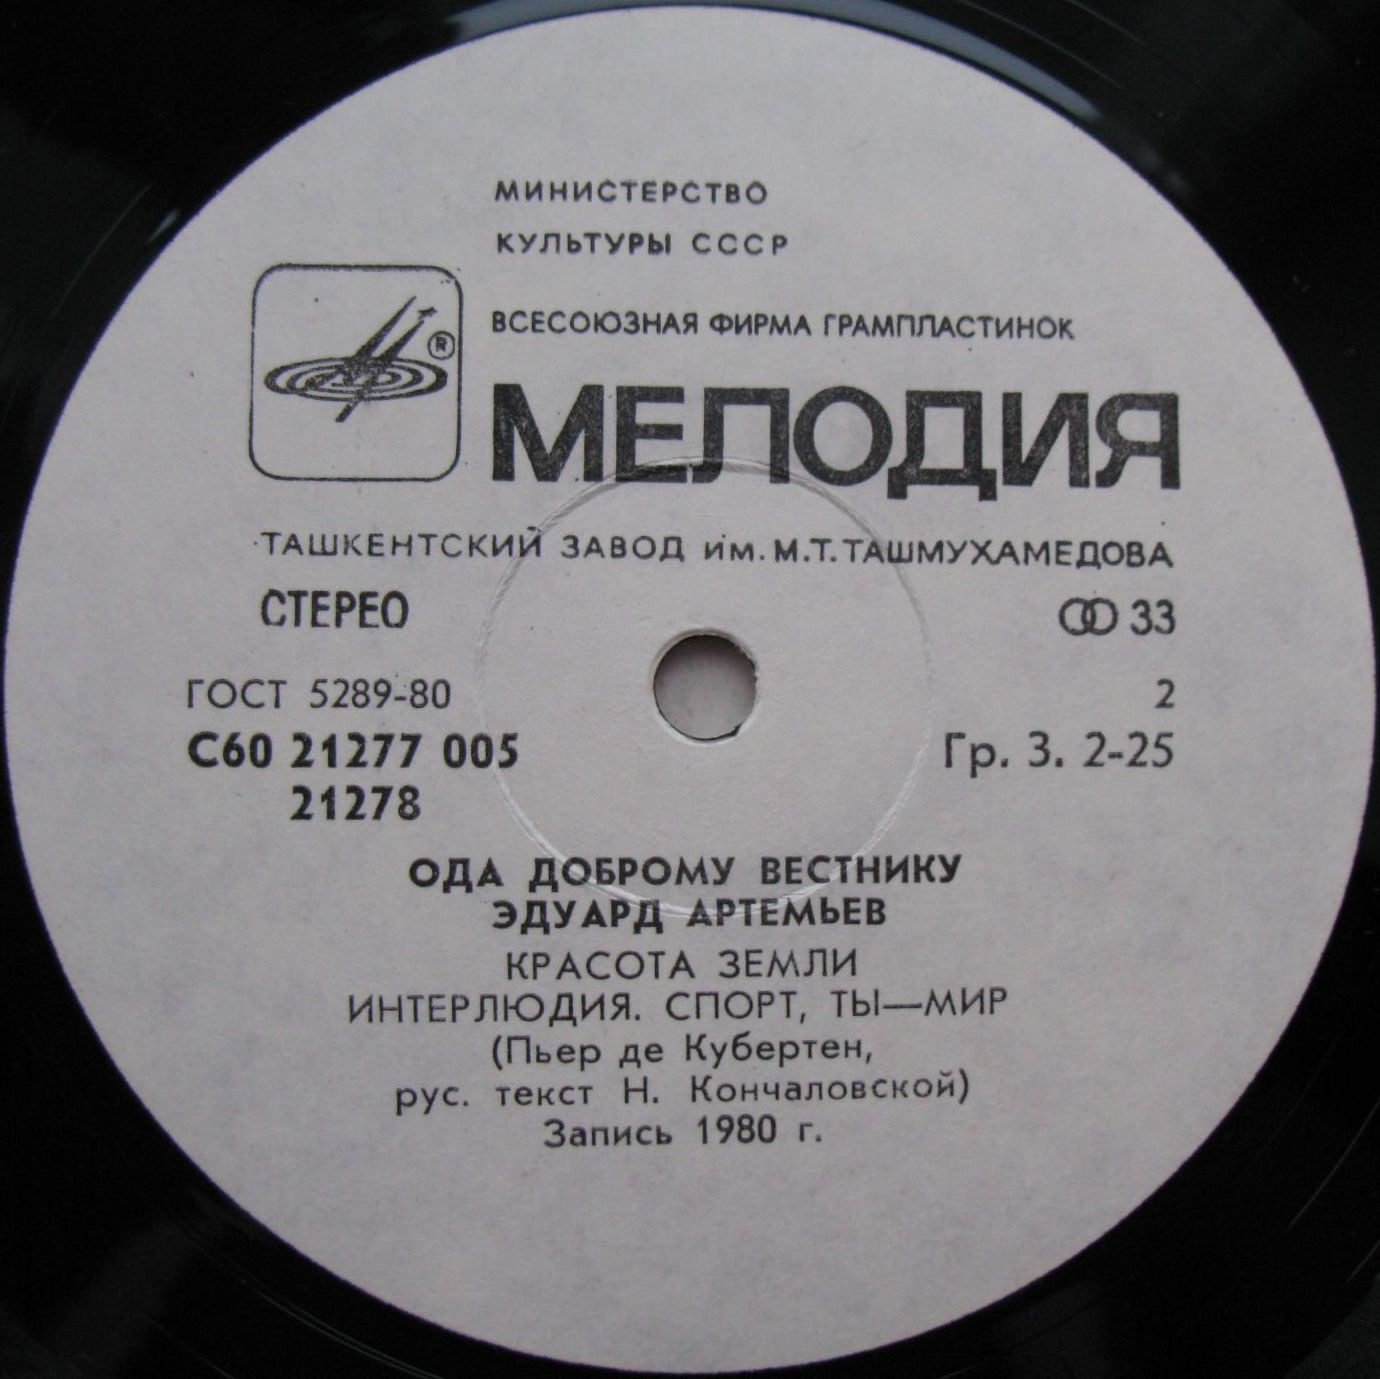 МИНИСТЕРСТВО
КУЛЬТУРЫ СССР
ВСЕСОЮЗНАЯ ФИРМА ГРАМПЛАСТИНОК
®
МЕЛОДИЯ
ТАШКЕНТСКИЙ ЗАВОД им. М.Т.ТАШМУХАМЕДОВА
СТЕРЕО 33
ГОСТ 5289-80 2
С60 21277 005 Гр. 3. 2-25
21278
ОДА ДОБРОМУ ВЕСТНИКУ
ЭДУАРД АРТЕМЬЕВ
КРАСОТА ЗЕМЛИ
ИНТЕРЛЮДИЯ. СПОРТ, ТЫ—МИР
(Пьер де Кубертен,
рус. текст Н. Кончаловской)
Запись 1980 г.